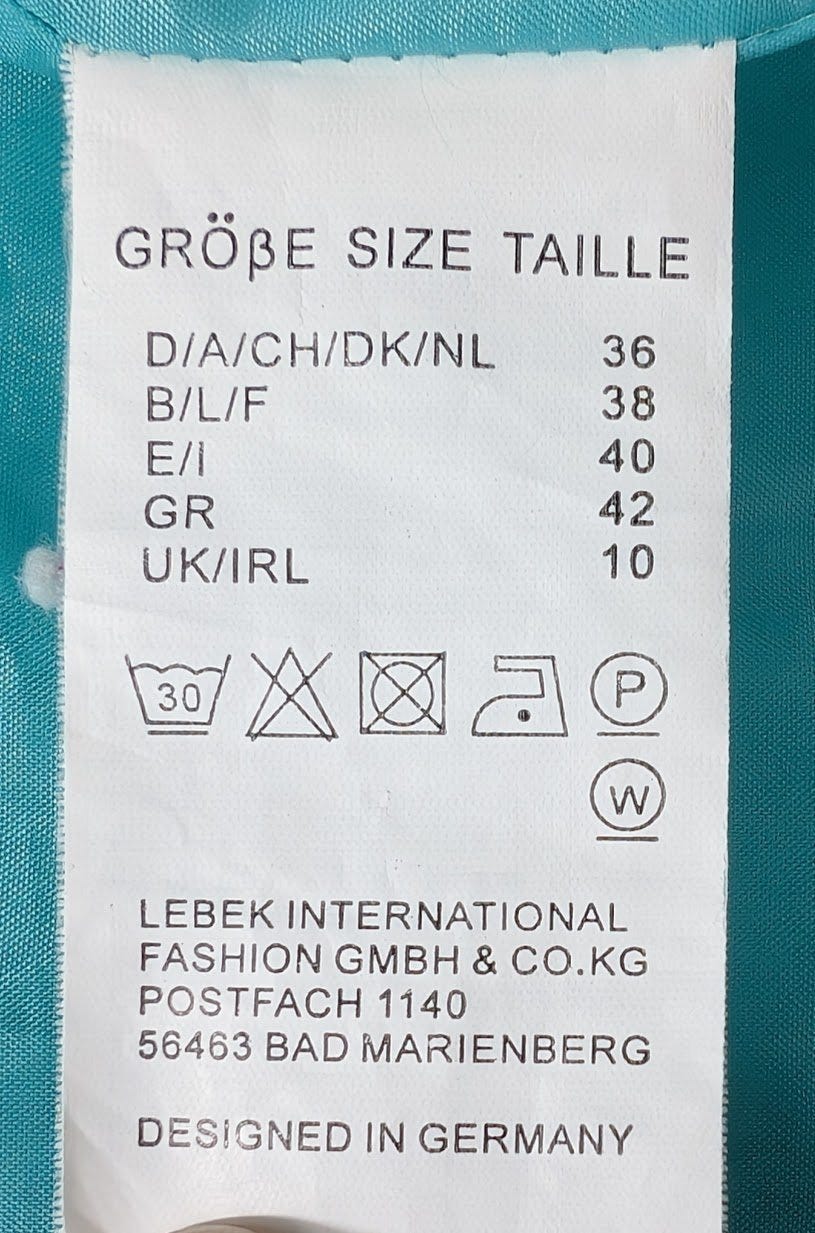 GRÖβE SIZE TAILLE
D/A/CH/DK/NL 36
B/L/F 38
E/I 40
GR 42
UK/IRL 10
30 P
W
LEBEK INTERNATIONAL
FASHION GMBH & CO.KG
POSTFACH 1140
56463 BAD MARIENBERG
DESIGNED IN GERMANY